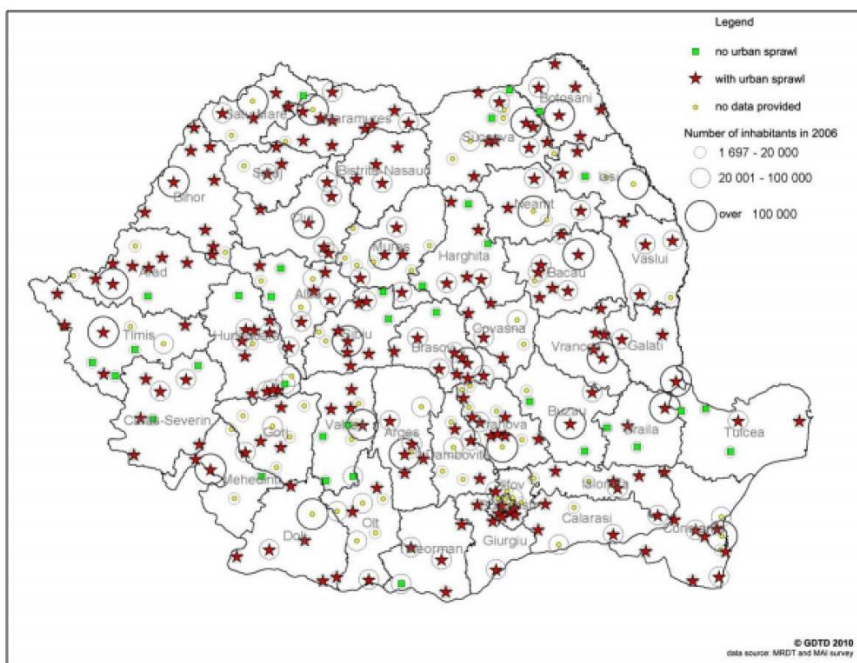 Legend
no urban sprawl
with urban sprawl
no data provided
Number of inhabitants in 2006
1 697 - 20 000
20 001 - 100 000
over 100 000
Satu Mare
Maramures
Suceava
Botosani
Salaj
Bistrita-Nasaud
Iasi
Bihor
Neamt
Cluj
Mures
Harghita
Bacau
Vaslui
Arad
Alba
Timis
Hunedoara
Sibiu
Brasov
Covasna
Vrancea
Galati
Caras-Severin
Gorj
Valcea
Arges
Prahova
Buzau
Braila
Tulcea
Dambovita
Mehedinti
Ilfov
Ialomita
Calarasi
Constanta
Dolj
Olt
Teleorman
Giurgiu
© GDTD 2010
data source: MRDT and MAI survey